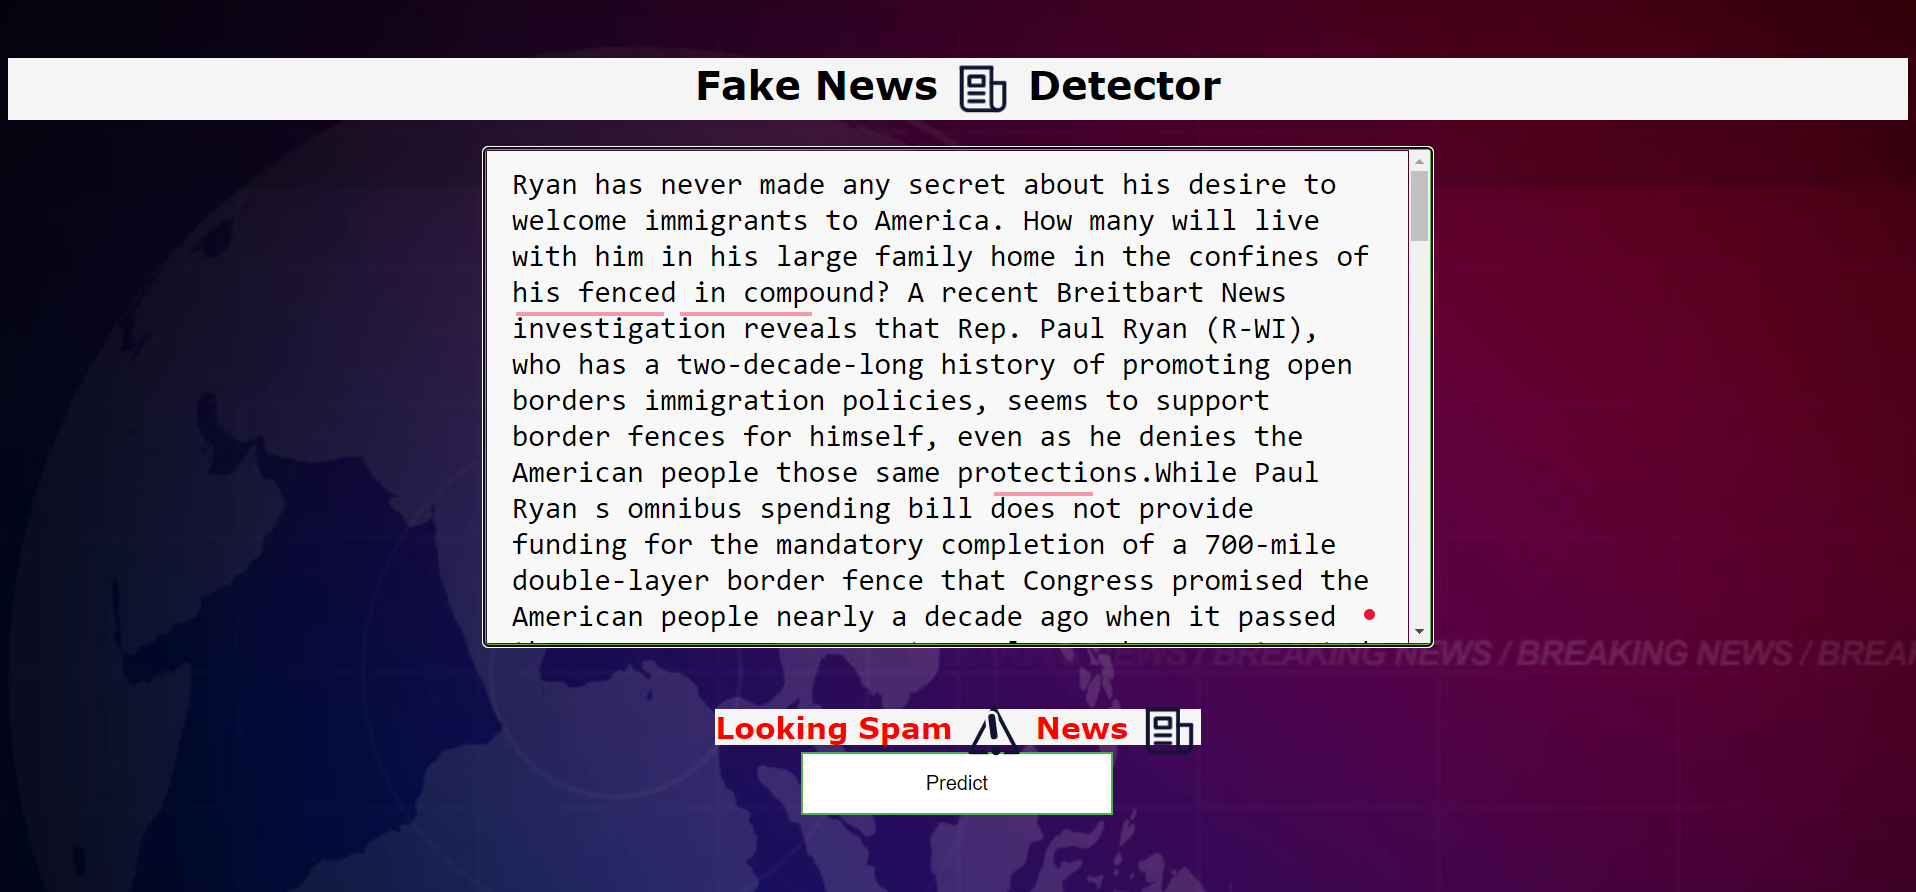 Fake News Detector
Ryan has never made any secret about his desire to
welcome immigrants to America. How many will live
with him in his large family home in the confines of
his fenced in compound? A recent Breitbart News
investigation reveals that Rep. Paul Ryan (R-WI),
who has a two-decade-long history of promoting open
borders immigration policies, seems to support
border fences for himself, even as he denies the
American people those same protections.While Paul
Ryan s omnibus spending bill does not provide
funding for the mandatory completion of a 700-mile
double-layer border fence that Congress promised the
American people nearly a decade ago when it passed
NEWS / BREAKING NEWS / BREAKING NEWS / BREA
Looking Spam News
Predict